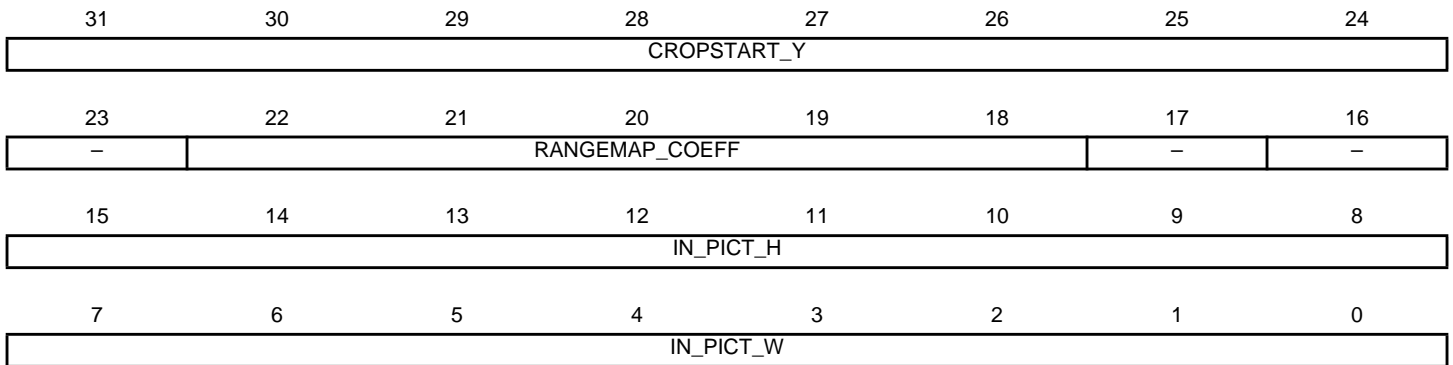 31 30 29 28 27 26 25 24
CROPSTART_Y
23 22 21 20 19 18 17 16
– RANGEMAP_COEFF – –
15 14 13 12 11 10 9 8
IN_PICT_H
7 6 5 4 3 2 1 0
IN_PICT_W